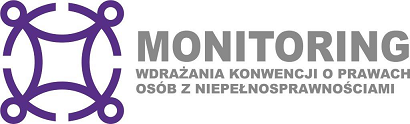 MONITORING
WDRAŻANIA KONWENCJI O PRAWACH
OSÓB Z NIEPEŁNOSPRAWNOŚCIAMI